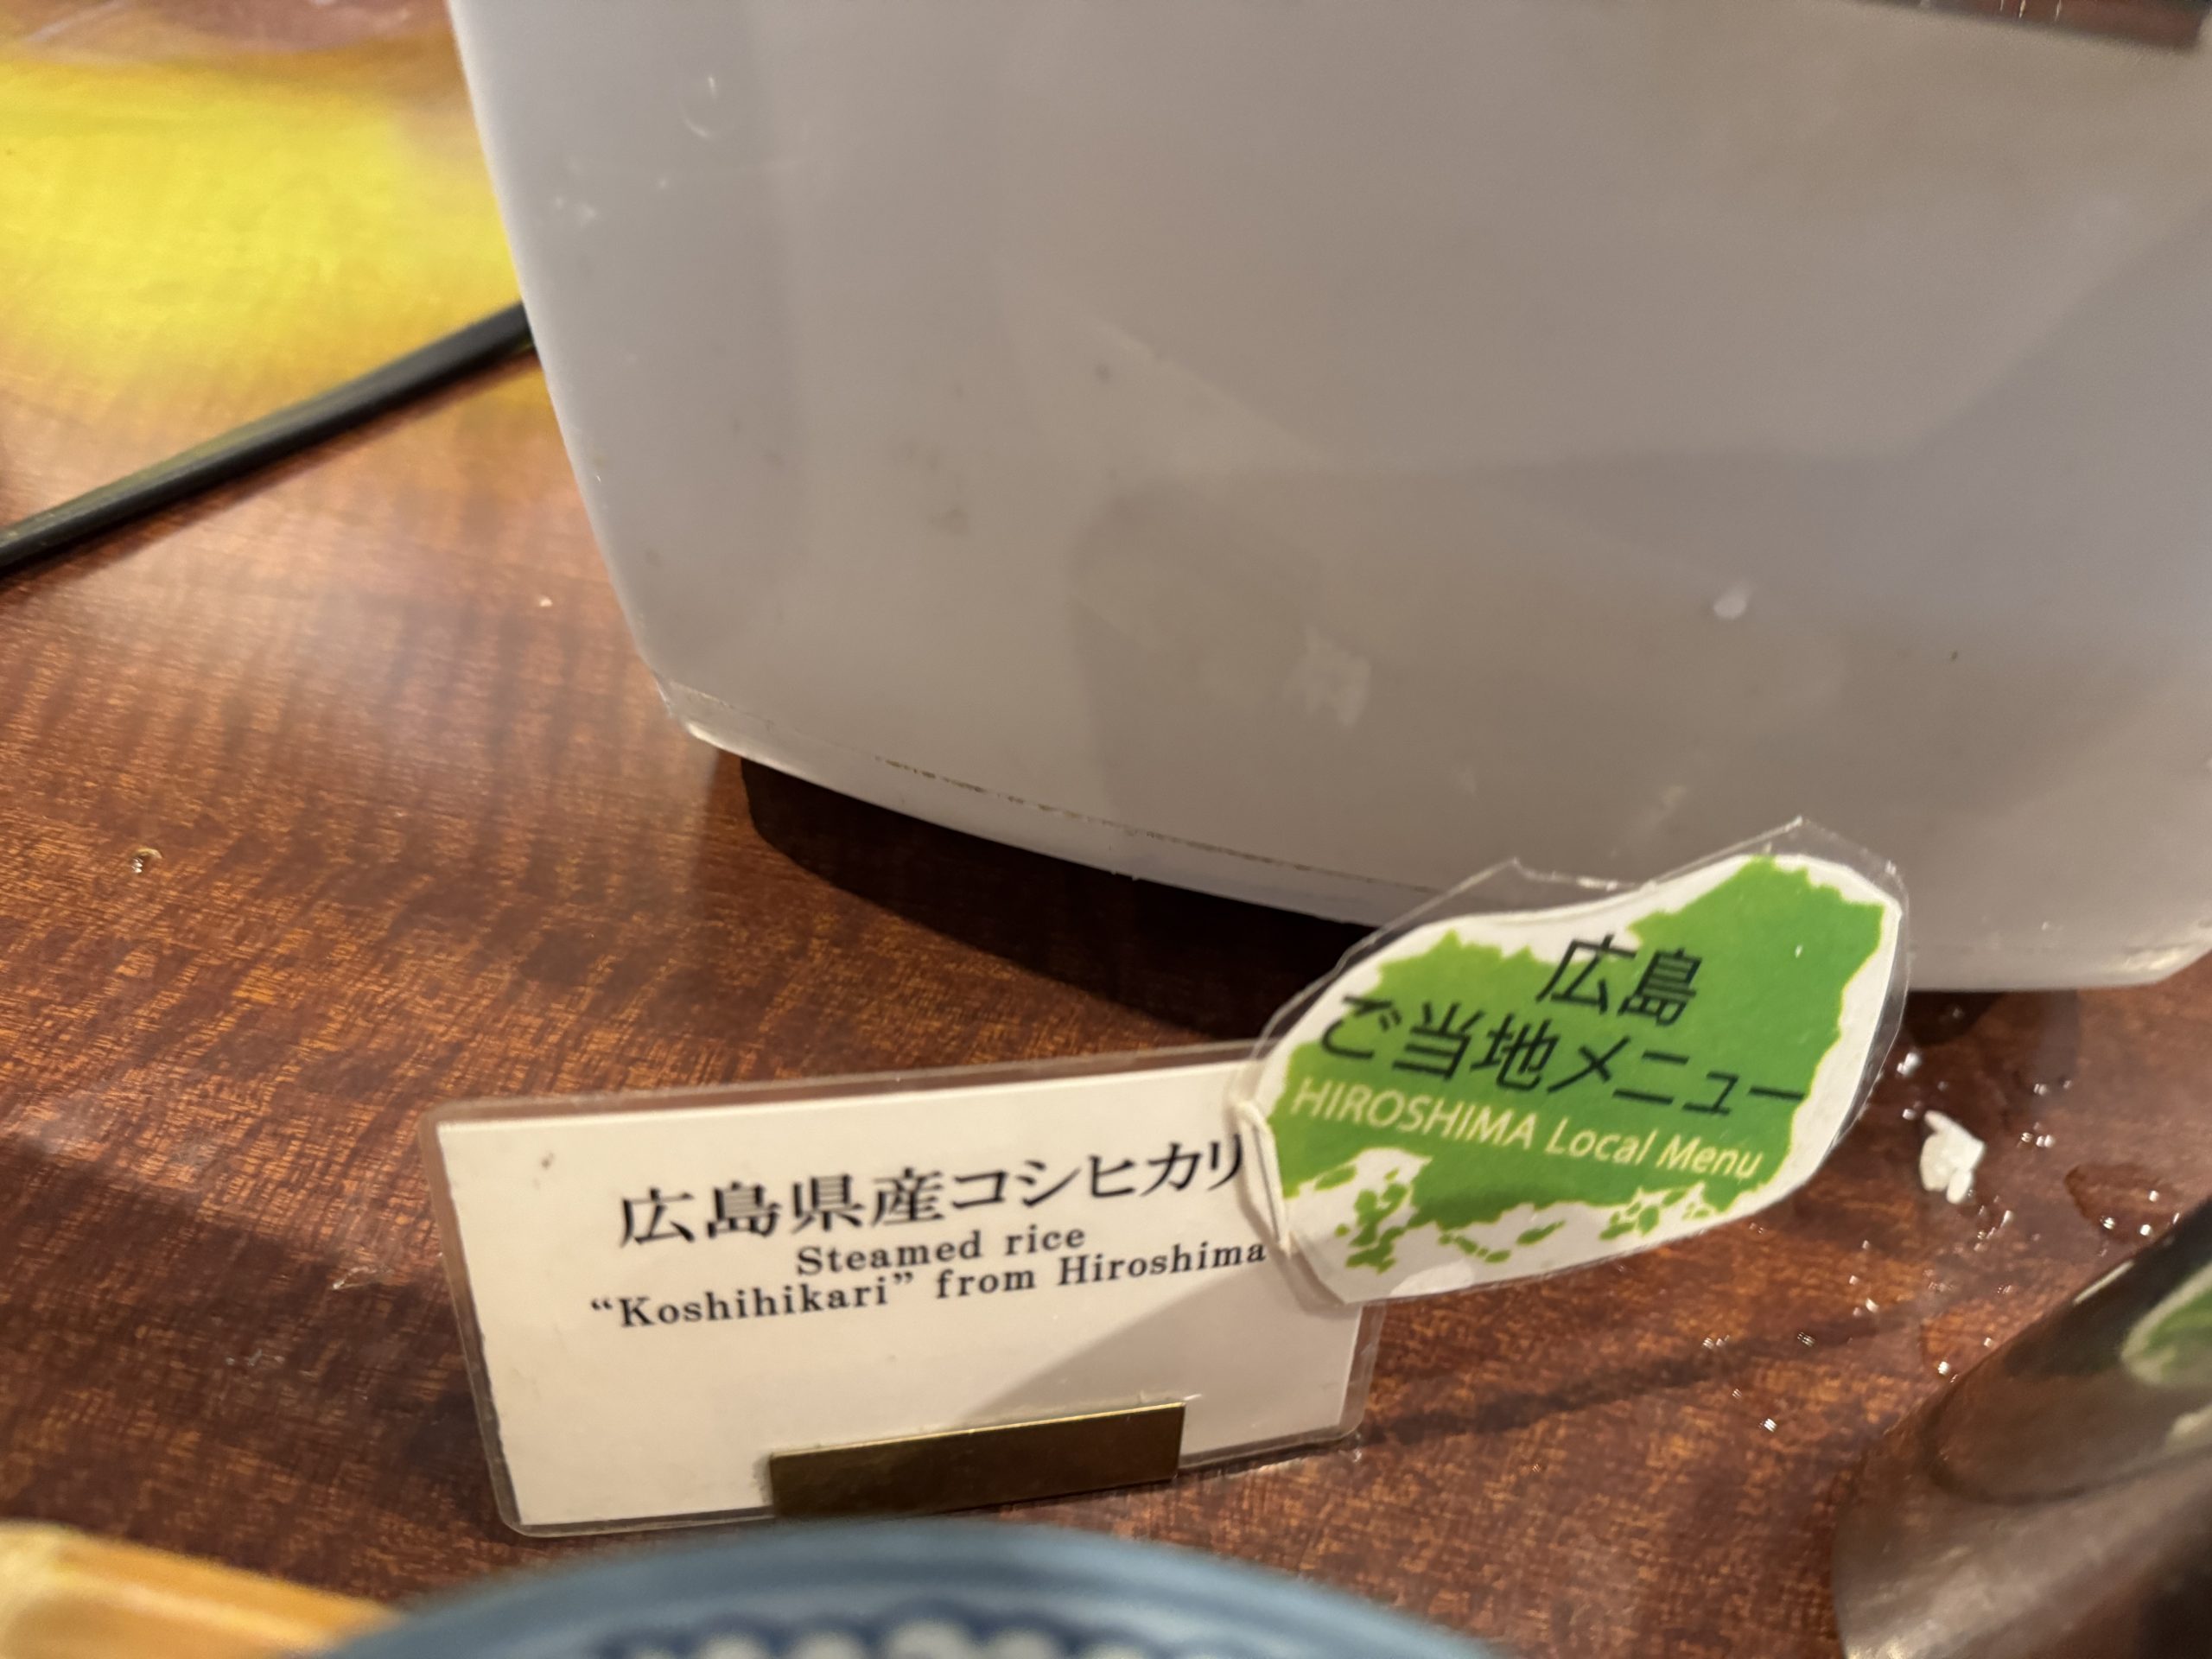 広島
ご当地メニュー
HIROSHIMA Local Menu
広島県産コシヒカリ
Steamed rice
“Koshihikari” from Hiroshima